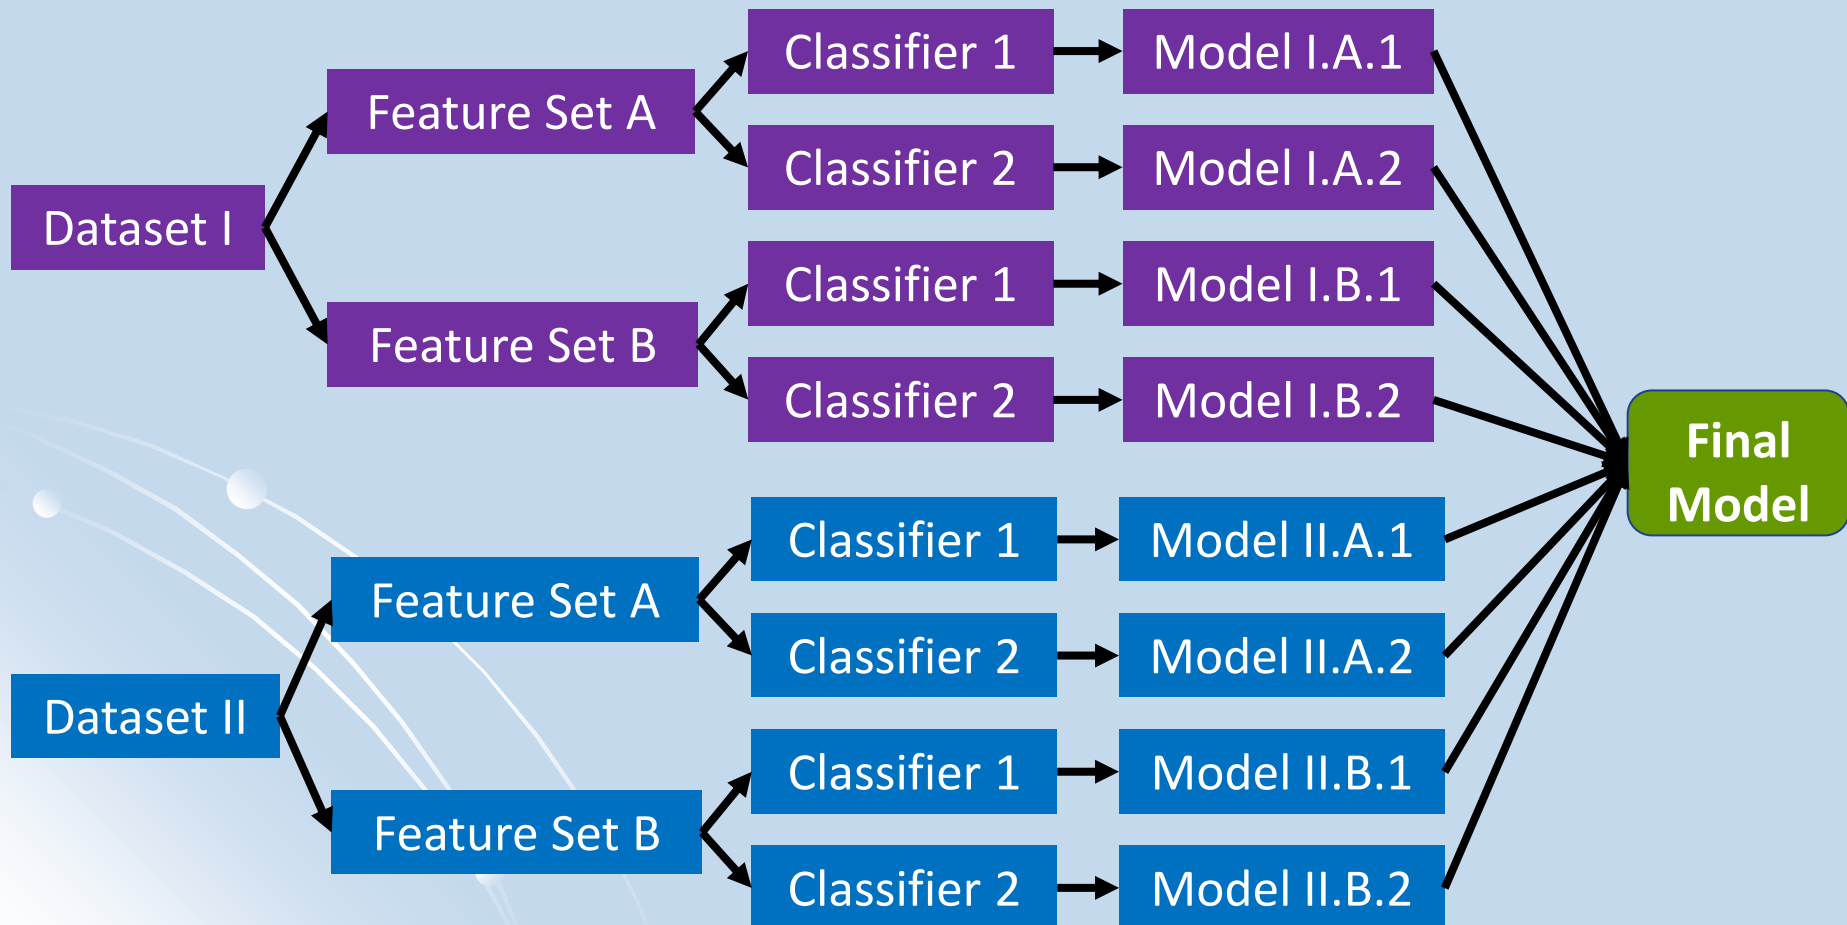 Dataset I
Feature Set A
Feature Set B
Classifier 1
Model I.A.1
Classifier 2
Model I.A.2
Classifier 1
Model I.B.1
Classifier 2
Model I.B.2
Dataset II
Feature Set A
Feature Set B
Classifier 1
Model II.A.1
Classifier 2
Model II.A.2
Classifier 1
Model II.B.1
Classifier 2
Model II.B.2
Final
Model